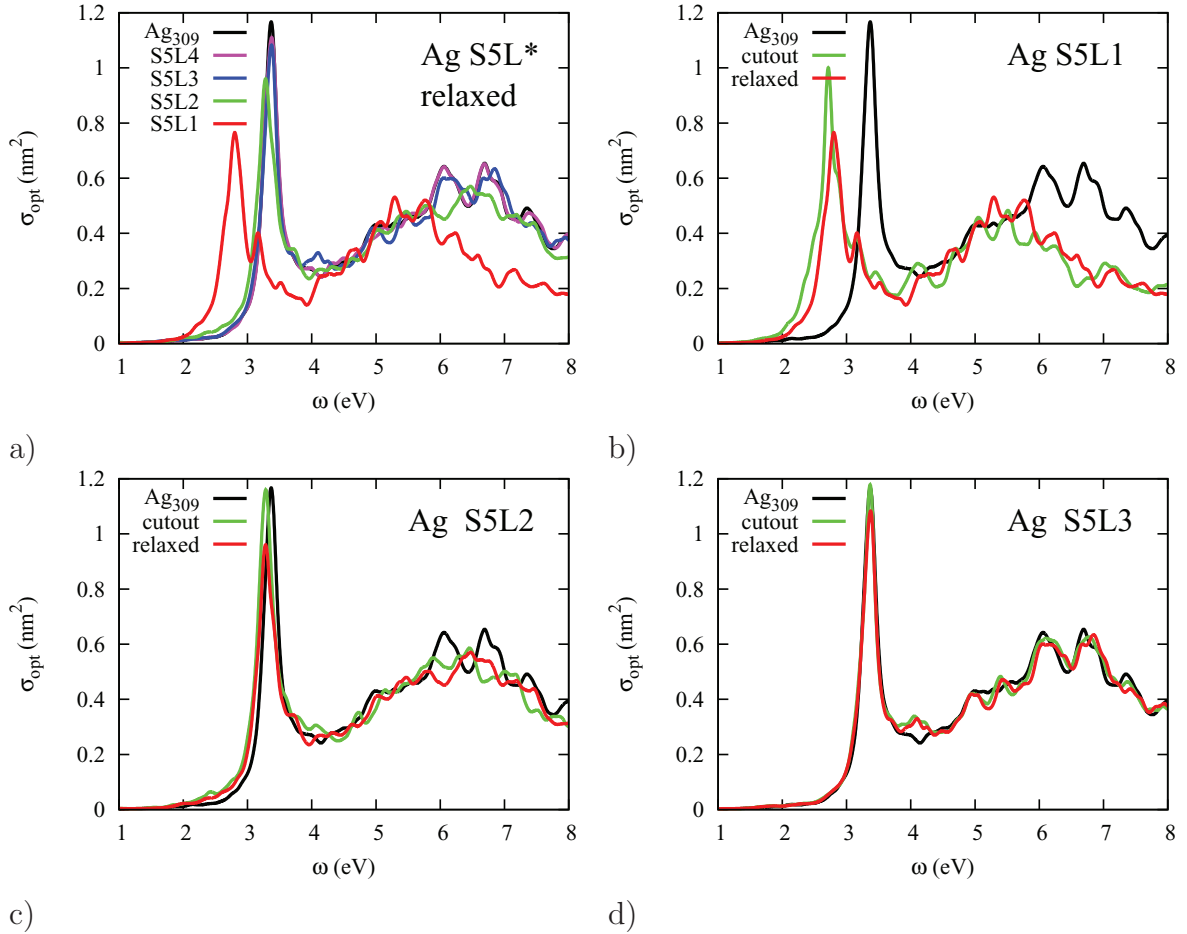 Ag309
S5L4
S5L3
S5L2
S5L1
Ag S5L*
relaxed
1.2
1
0.8
0.6
0.4
0.2
0
σopt (nm2)
1 2 3 4 5 6 7 8
ω (eV)
a)
Ag309
cutout
relaxed
Ag S5L1
1.2
1
0.8
0.6
0.4
0.2
0
σopt (nm2)
1 2 3 4 5 6 7 8
ω (eV)
b)
Ag309
cutout
relaxed
Ag S5L2
1.2
1
0.8
0.6
0.4
0.2
0
σopt (nm2)
1 2 3 4 5 6 7 8
ω (eV)
c)
Ag309
cutout
relaxed
Ag S5L3
1.2
1
0.8
0.6
0.4
0.2
0
σopt (nm2)
1 2 3 4 5 6 7 8
ω (eV)
d)